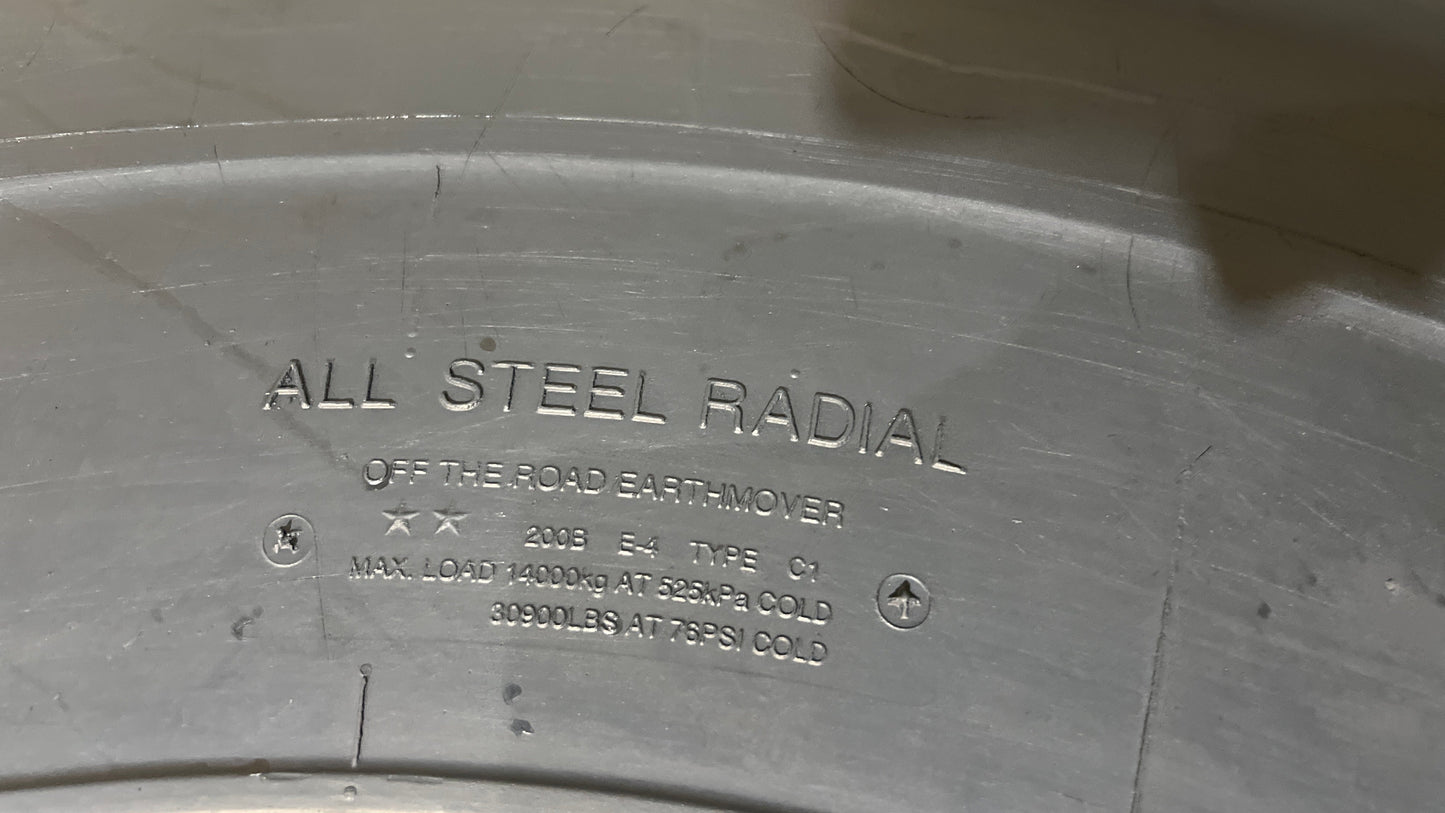 ALL STEEL RADIAL
OFF THE ROAD EARTHMOVER
★★ 200B E-4 TYPE C1
MAX. LOAD 14000kg AT 525kPa COLD
30900LBS AT 76PSI COLD